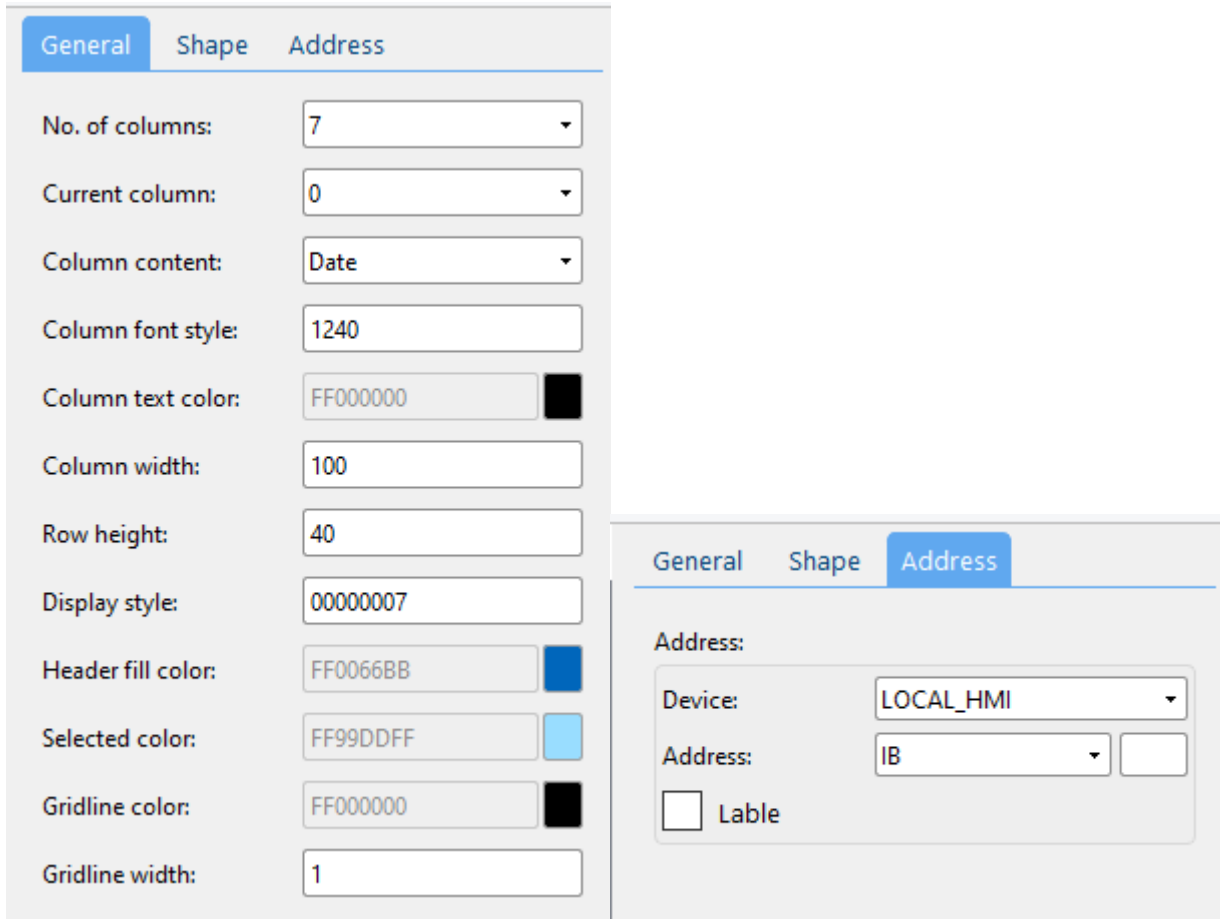 General Shape Address
No. of columns: 7
Current column: 0
Column content: Date
Column font style: 1240
Column text color: FF000000
Column width: 100
Row height: 40
Display style: 00000007
Header fill color: FF0066BB
Selected color: FF99DDFF
Gridline color: FF000000
Gridline width: 1
General Shape Address
Address:
Device: LOCAL_HMI
Address: IB
Lable